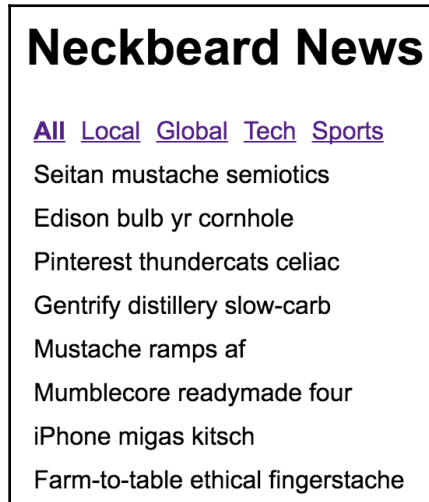 Neckbeard News
All Local Global Tech Sports
Seitan mustache semiotics
Edison bulb yr cornhole
Pinterest thundercats celiac
Gentrify distillery slow-carb
Mustache ramps af
Mumblecore readymade four
iPhone migas kitsch
Farm-to-table ethical fingerstache